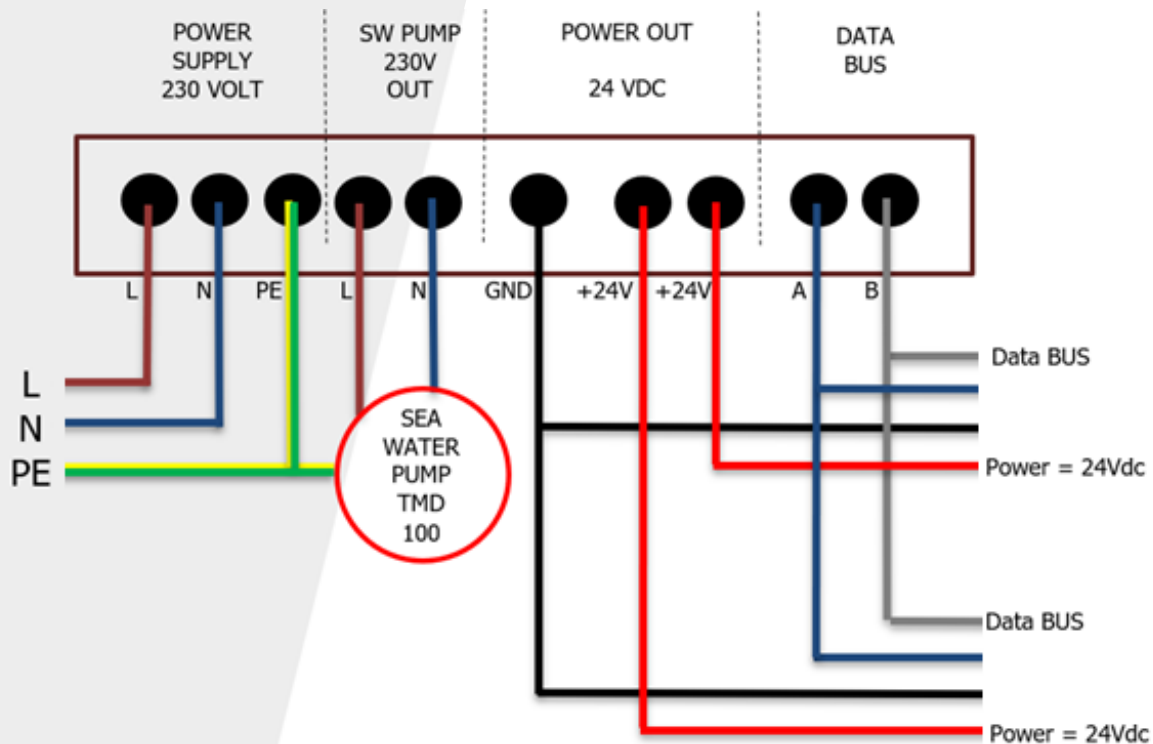 POWER
SUPPLY
230 VOLT
SW PUMP
230V
OUT
POWER OUT
24 VDC
DATA
BUS
L
N
PE
L
N
GND
+24V
+24V
A
B
L
N
PE
SEA
WATER
PUMP
TMD
100
Data BUS
Power = 24Vdc
Data BUS
Power = 24Vdc